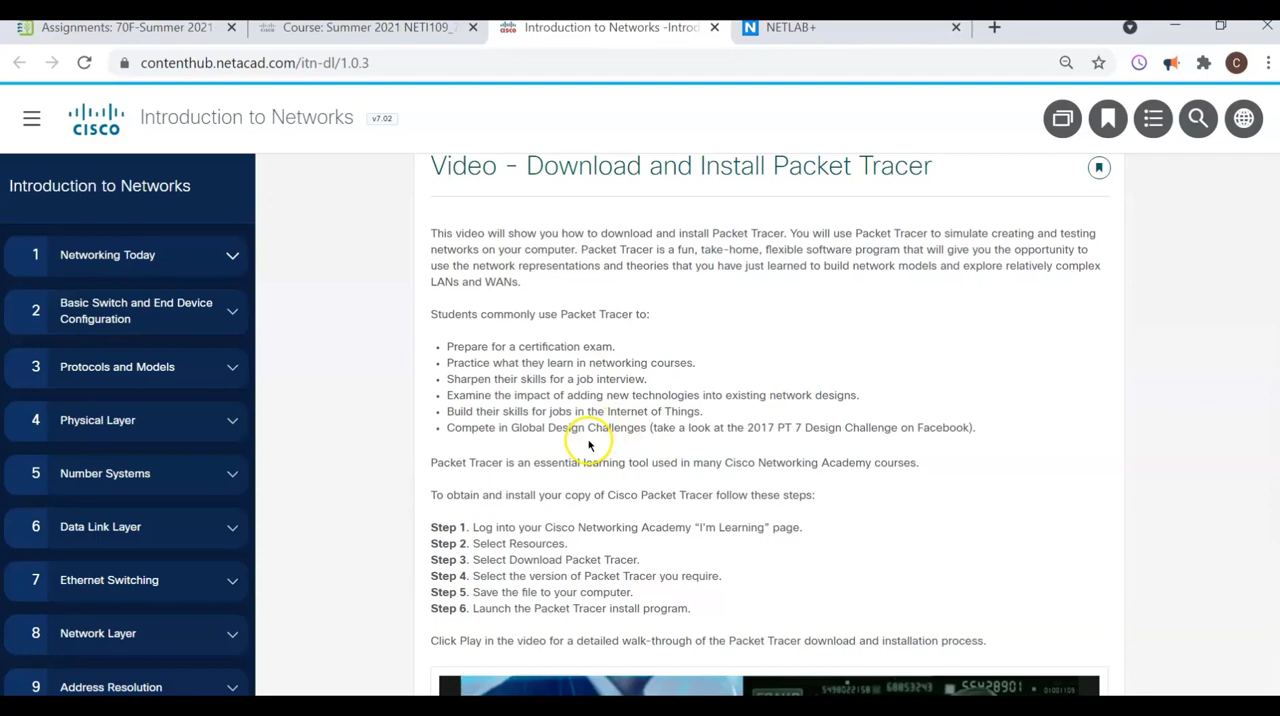 Assignments: 70F-Summer 2021
Course: Summer 2021 NETI109_7
Introduction to Networks -Introd
N NETLAB+
contenthub.netacad.com/itn-dl/1.0.3
C
CISCO
Introduction to Networks
v7.02
Introduction to Networks
1 Networking Today
2 Basic Switch and End Device
Configuration
3 Protocols and Models
4 Physical Layer
5 Number Systems
6 Data Link Layer
7 Ethernet Switching
8 Network Layer
9 Address Resolution
Video - Download and Install Packet Tracer
This video will show you how to download and install Packet Tracer. You will use Packet Tracer to simulate creating and testing
networks on your computer. Packet Tracer is a fun, take-home, flexible software program that will give you the opportunity to
use the network representations and theories that you have just learned to build network models and explore relatively complex
LANs and WANs.
Students commonly use Packet Tracer to:
• Prepare for a certification exam.
• Practice what they learn in networking courses.
• Sharpen their skills for a job interview.
• Examine the impact of adding new technologies into existing network designs.
• Build their skills for jobs in the Internet of Things.
• Compete in Global Design Challenges (take a look at the 2017 PT 7 Design Challenge on Facebook).
Packet Tracer is an essential learning tool used in many Cisco Networking Academy courses.
To obtain and install your copy of Cisco Packet Tracer follow these steps:
Step 1. Log into your Cisco Networking Academy “I'm Learning” page.
Step 2. Select Resources.
Step 3. Select Download Packet Tracer.
Step 4. Select the version of Packet Tracer you require.
Step 5. Save the file to your computer.
Step 6. Launch the Packet Tracer install program.
Click Play in the video for a detailed walk-through of the Packet Tracer download and installation process.